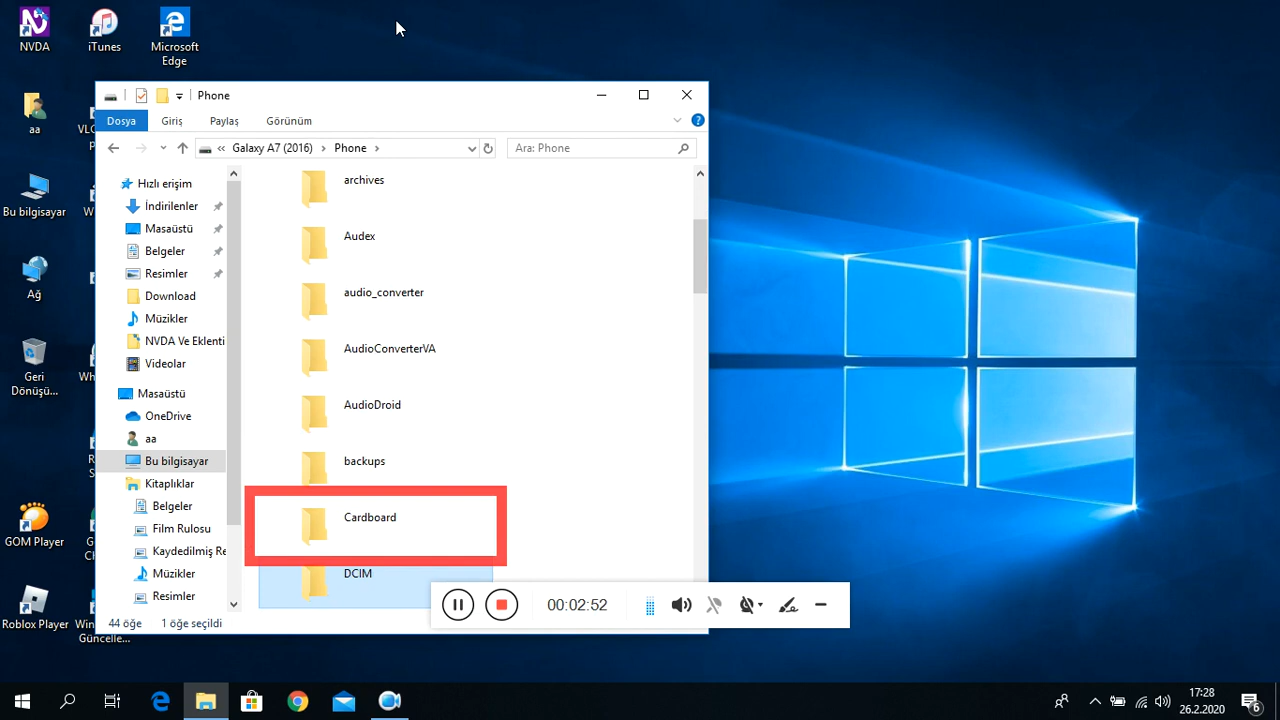 NVDA
iTunes
Microsoft
Edge
aa
VLC
Bu bilgisayar
Ağ
Geri
Dönüşü...
GOM Player
Roblox Player
Güncelle...
Phone
Dosya
Giriş
Paylaş
Görünüm
« Galaxy A7 (2016) > Phone >
Ara: Phone
Hızlı erişim
İndirilenler
Masaüstü
Belgeler
Resimler
Download
Müzikler
NVDA Ve Eklenti
Videolar
Masaüstü
OneDrive
aa
Bu bilgisayar
Kitaplıklar
Belgeler
Film Rulosu
Kaydedilmiş Re
Müzikler
Resimler
archives
Audex
audio_converter
AudioConverterVA
AudioDroid
backups
Cardboard
DCIM
44 öğe
1 öğe seçildi
00:02:52
17:28
26.2.2020
6